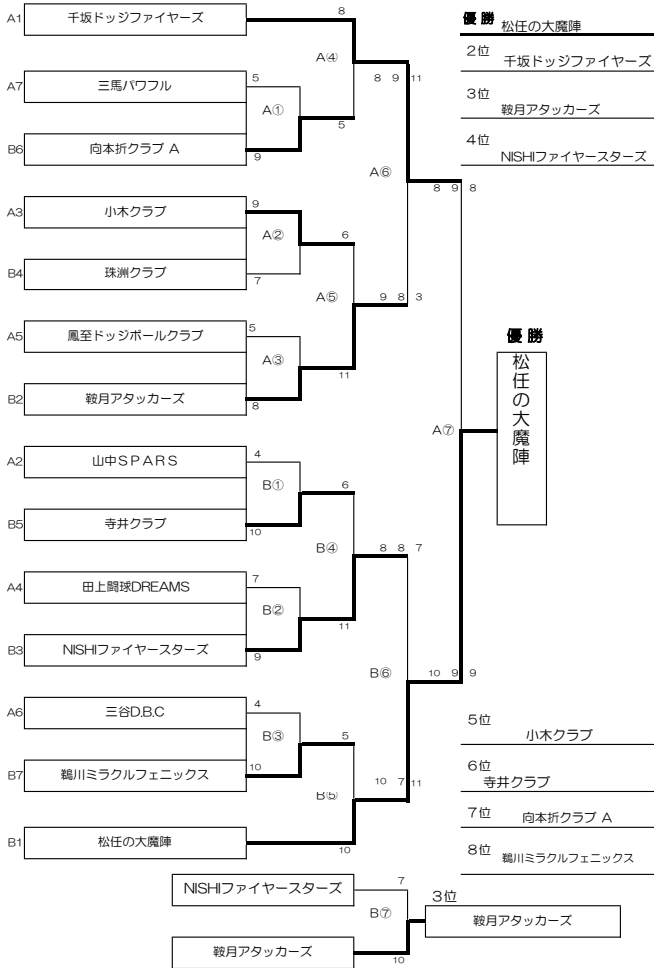 A1 千坂ドッジファイヤーズ 8
A④
8 9 11
A7 三馬パワフル 5
A①
5
B6 向本折クラブ A 9
A⑥
8 9 8
A3 小木クラブ 9
A② 6
B4 珠洲クラブ 7
A⑤
9 8 3
A5 鳳至ドッジボールクラブ 5
A③
11
B2 鞍月アタッカーズ 8
A⑦
A2 山中SPARS 4
B① 6
B5 寺井クラブ 10
B④
8 8 7
A4 田上闘球DREAMS 7
B②
11
B3 NISHIファイヤースターズ 9
B⑥
10 9 9
A6 三谷D.B.C 4
B③ 5
B7 鵜川ミラクルフェニックス 10
B⑤
10 7 11
B1 松任の大魔陣 10
優勝 松任の大魔陣
2位 千坂ドッジファイヤーズ
3位 鞍月アタッカーズ
4位 NISHIファイヤースターズ
優勝
松任の大魔陣
5位 小木クラブ
6位 寺井クラブ
7位 向本折クラブ A
8位 鵜川ミラクルフェニックス
NISHIファイヤースターズ 7
B⑦
3位
鞍月アタッカーズ
鞍月アタッカーズ 10